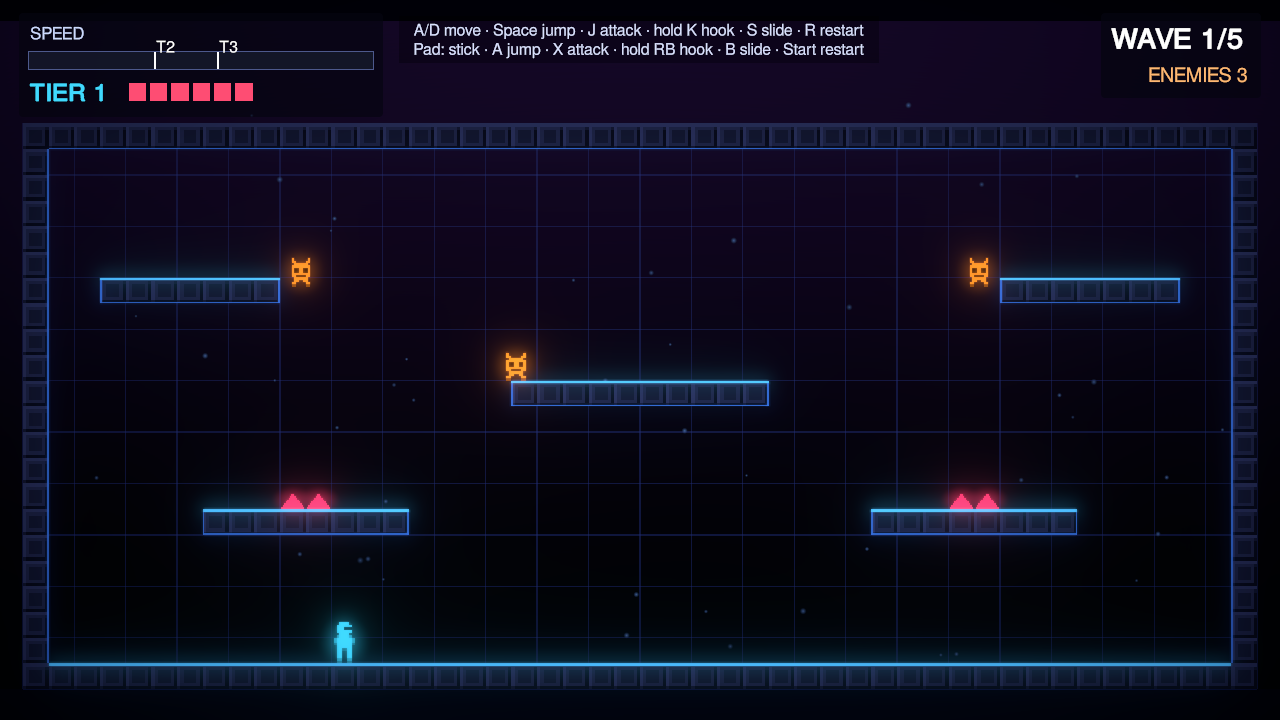 SPEED
T2 T3
TIER 1
A/D move · Space jump · J attack · hold K hook · S slide · R restart
Pad: stick · A jump · X attack · hold RB hook · B slide · Start restart
WAVE 1/5
ENEMIES 3